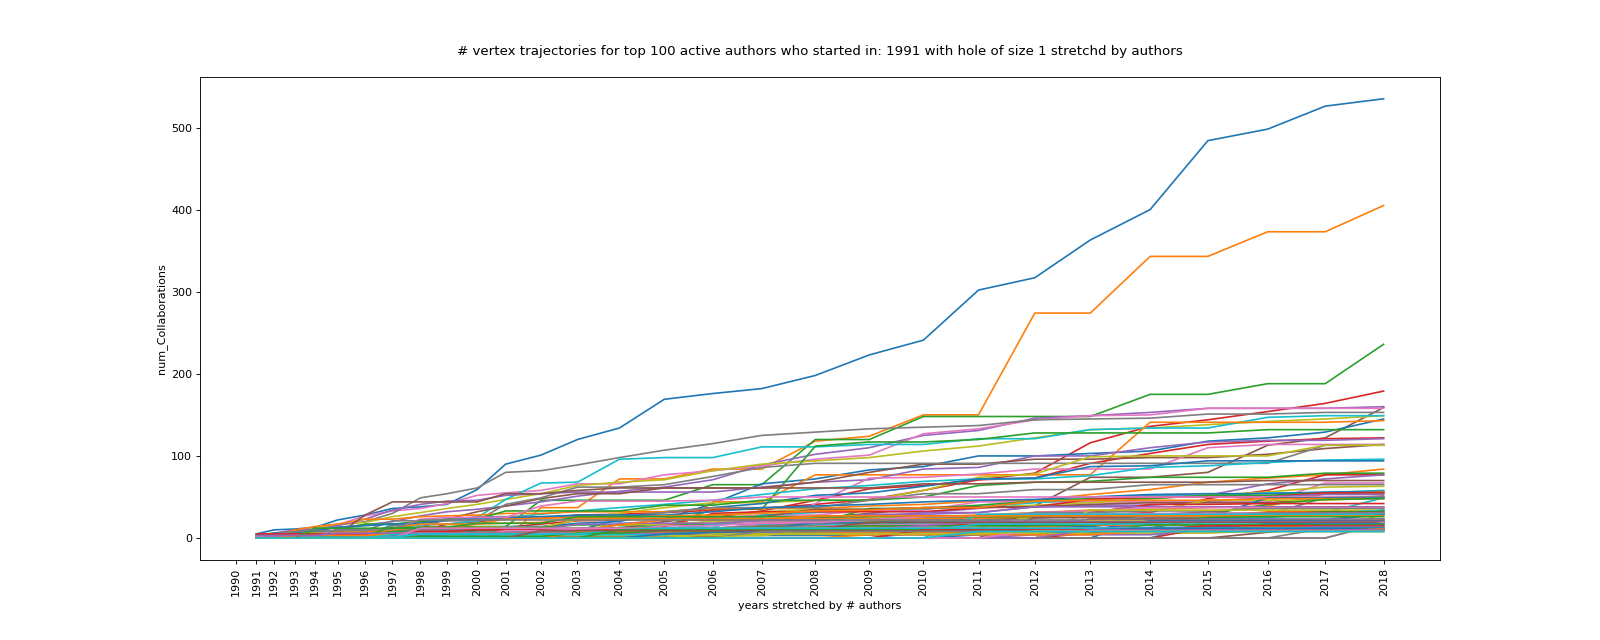 # vertex trajectories for top 100 active authors who started in: 1991 with hole of size 1 stretchd by authors
num_Collaborations
500
400
300
200
100
0
1990 1991 1992 1993 1994 1995 1996 1997 1998 1999 2000 2001 2002 2003 2004 2005 2006 2007 2008 2009 2010 2011 2012 2013 2014 2015 2016 2017 2018
years stretched by # authors